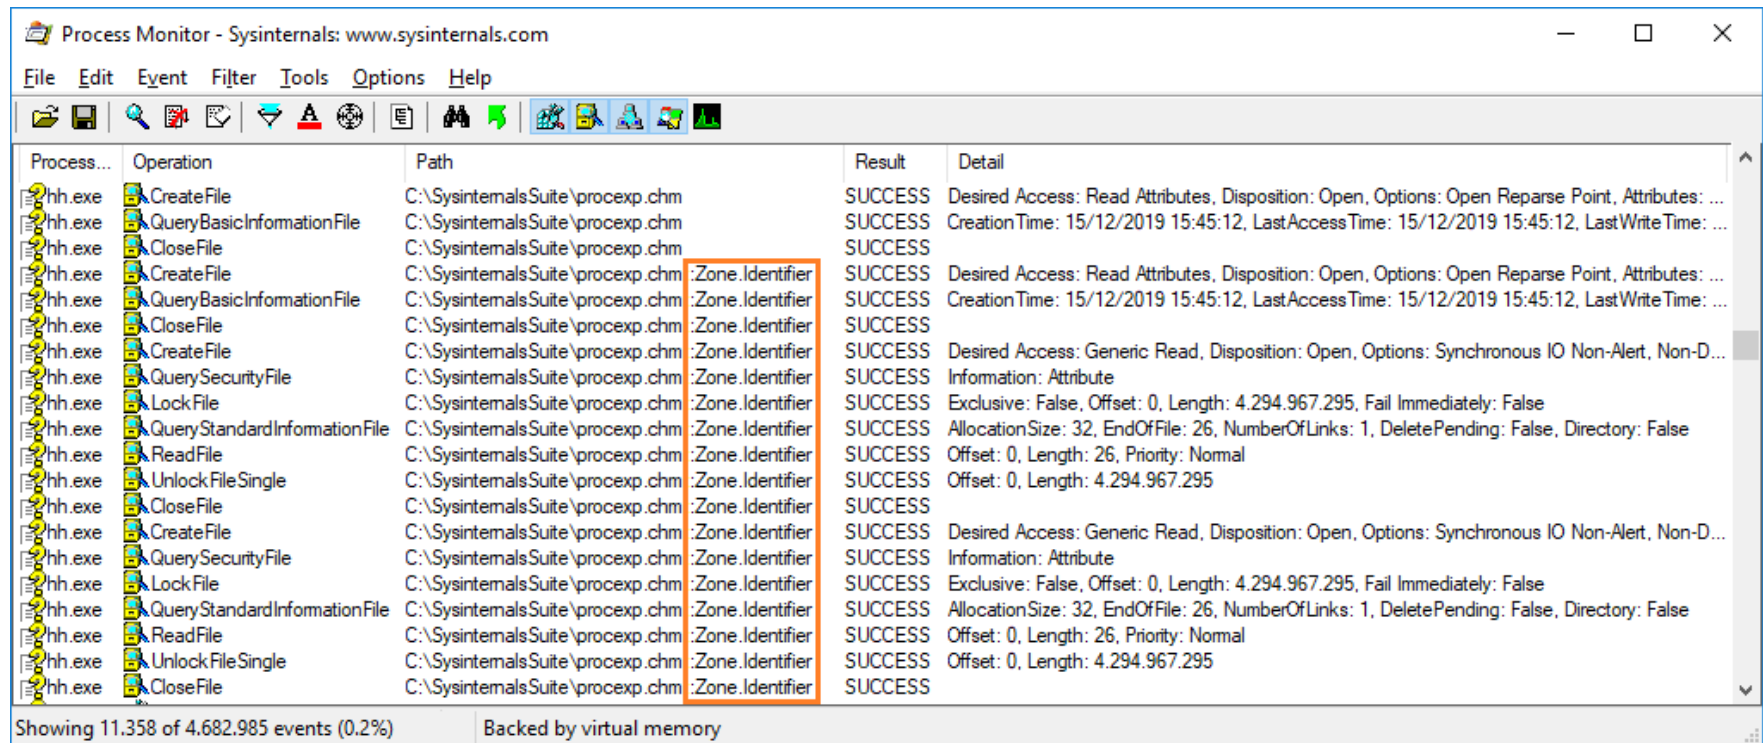 Process Monitor - Sysinternals: www.sysinternals.com
File Edit Event Filter Tools Options Help
Process... Operation Path Result Detail
hh.exe CreateFile C:\SysinternalsSuite\procexp.chm SUCCESS Desired Access: Read Attributes, Disposition: Open, Options: Open Reparse Point, Attributes: ...
hh.exe QueryBasicInformationFile C:\SysinternalsSuite\procexp.chm SUCCESS CreationTime: 15/12/2019 15:45:12, LastAccessTime: 15/12/2019 15:45:12, LastWriteTime: ...
hh.exe CloseFile C:\SysinternalsSuite\procexp.chm SUCCESS
hh.exe CreateFile C:\SysinternalsSuite\procexp.chm :Zone.Identifier SUCCESS Desired Access: Read Attributes, Disposition: Open, Options: Open Reparse Point, Attributes: ...
hh.exe QueryBasicInformationFile C:\SysinternalsSuite\procexp.chm :Zone.Identifier SUCCESS CreationTime: 15/12/2019 15:45:12, LastAccessTime: 15/12/2019 15:45:12, LastWriteTime: ...
hh.exe CloseFile C:\SysinternalsSuite\procexp.chm :Zone.Identifier SUCCESS
hh.exe CreateFile C:\SysinternalsSuite\procexp.chm :Zone.Identifier SUCCESS Desired Access: Generic Read, Disposition: Open, Options: Synchronous IO Non-Alert, Non-D...
hh.exe QuerySecurityFile C:\SysinternalsSuite\procexp.chm :Zone.Identifier SUCCESS Information: Attribute
hh.exe LockFile C:\SysinternalsSuite\procexp.chm :Zone.Identifier SUCCESS Exclusive: False, Offset: 0, Length: 4.294.967.295, Fail Immediately: False
hh.exe QueryStandardInformationFile C:\SysinternalsSuite\procexp.chm :Zone.Identifier SUCCESS AllocationSize: 32, EndOfFile: 26, NumberOfLinks: 1, DeletePending: False, Directory: False
hh.exe ReadFile C:\SysinternalsSuite\procexp.chm :Zone.Identifier SUCCESS Offset: 0, Length: 26, Priority: Normal
hh.exe UnlockFileSingle C:\SysinternalsSuite\procexp.chm :Zone.Identifier SUCCESS Offset: 0, Length: 4.294.967.295
hh.exe CloseFile C:\SysinternalsSuite\procexp.chm :Zone.Identifier SUCCESS
hh.exe CreateFile C:\SysinternalsSuite\procexp.chm :Zone.Identifier SUCCESS Desired Access: Generic Read, Disposition: Open, Options: Synchronous IO Non-Alert, Non-D...
hh.exe QuerySecurityFile C:\SysinternalsSuite\procexp.chm :Zone.Identifier SUCCESS Information: Attribute
hh.exe LockFile C:\SysinternalsSuite\procexp.chm :Zone.Identifier SUCCESS Exclusive: False, Offset: 0, Length: 4.294.967.295, Fail Immediately: False
hh.exe QueryStandardInformationFile C:\SysinternalsSuite\procexp.chm :Zone.Identifier SUCCESS AllocationSize: 32, EndOfFile: 26, NumberOfLinks: 1, DeletePending: False, Directory: False
hh.exe ReadFile C:\SysinternalsSuite\procexp.chm :Zone.Identifier SUCCESS Offset: 0, Length: 26, Priority: Normal
hh.exe UnlockFileSingle C:\SysinternalsSuite\procexp.chm :Zone.Identifier SUCCESS Offset: 0, Length: 4.294.967.295
hh.exe CloseFile C:\SysinternalsSuite\procexp.chm :Zone.Identifier SUCCESS
Showing 11.358 of 4.682.985 events (0.2%) Backed by virtual memory